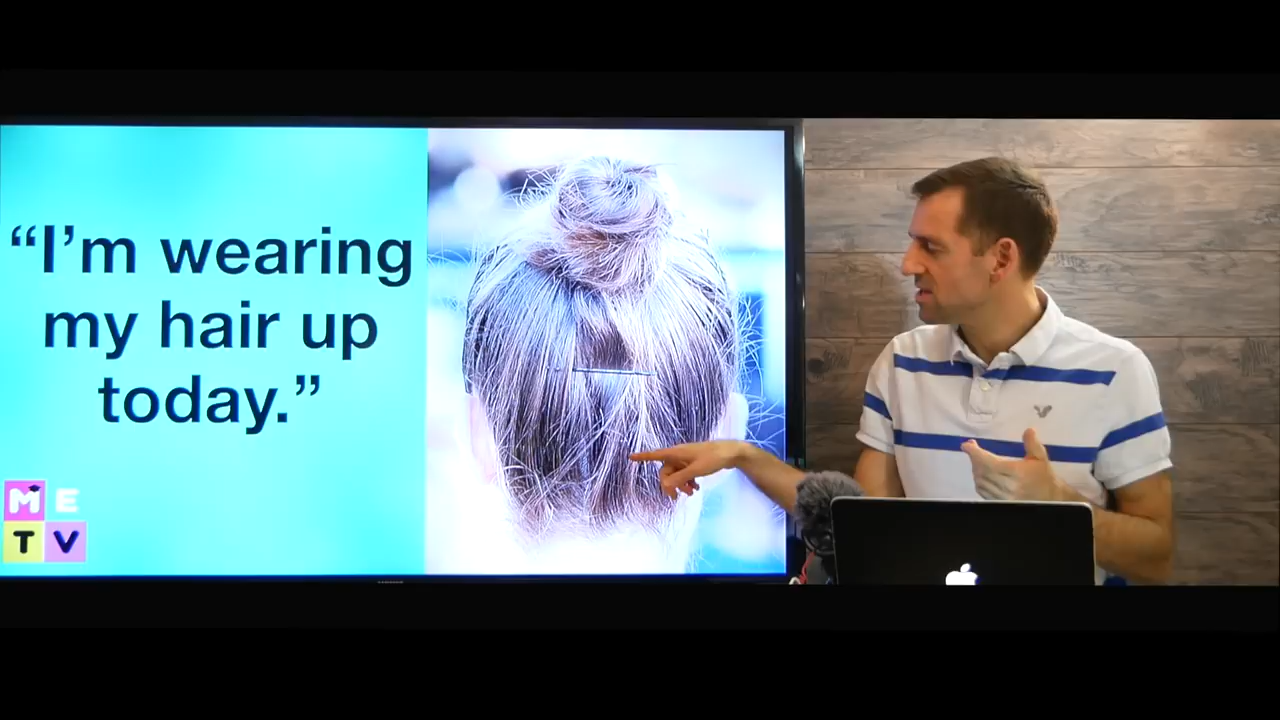 “I’m wearing
my hair up
today.”
M E
T V